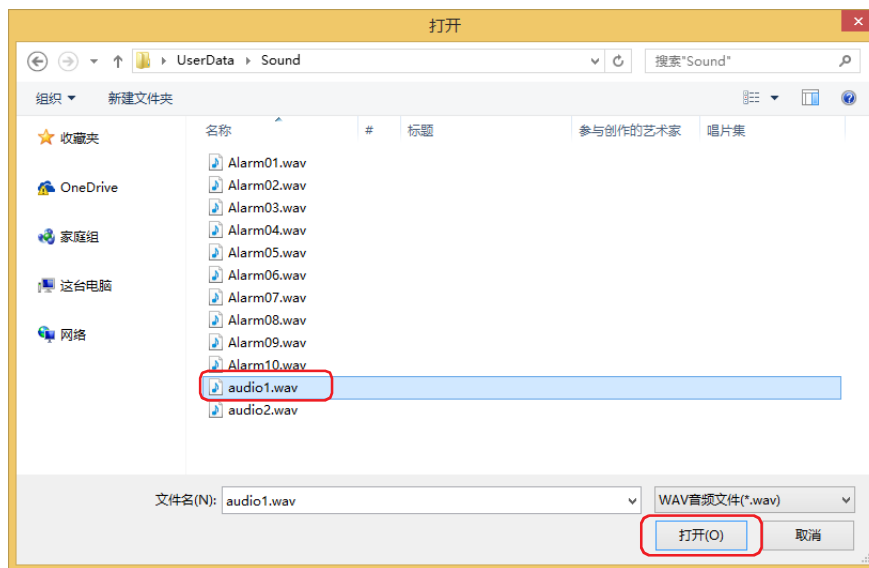 打开
UserData Sound 搜索"Sound"
组织 新建文件夹
名称 # 标题 参与创作的艺术家 唱片集
收藏夹
OneDrive
家庭组
这台电脑
网络
Alarm01.wav
Alarm02.wav
Alarm03.wav
Alarm04.wav
Alarm05.wav
Alarm06.wav
Alarm07.wav
Alarm08.wav
Alarm09.wav
Alarm10.wav
audio1.wav
audio2.wav
文件名(N): audio1.wav WAV音频文件(*.wav)
打开(O) 取消